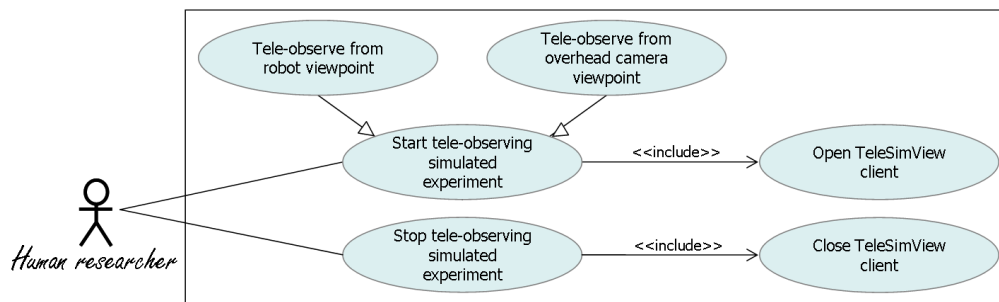 Tele-observe from
robot viewpoint
Tele-observe from
overhead camera
viewpoint
Start tele-observing
simulated
experiment
<<include>>
Open TeleSimView
client
Human researcher
Stop tele-observing
simulated
experiment
<<include>>
Close TeleSimView
client